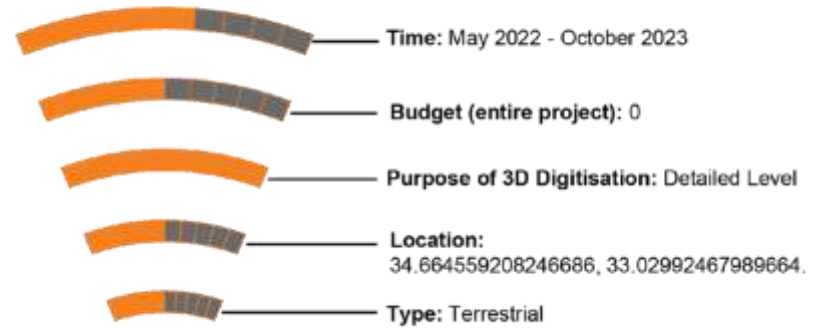 Time: May 2022 - October 2023
Budget (entire project): 0
Purpose of 3D Digitisation: Detailed Level
Location:
34.664559208246686, 33.02992467989664.
Type: Terrestrial